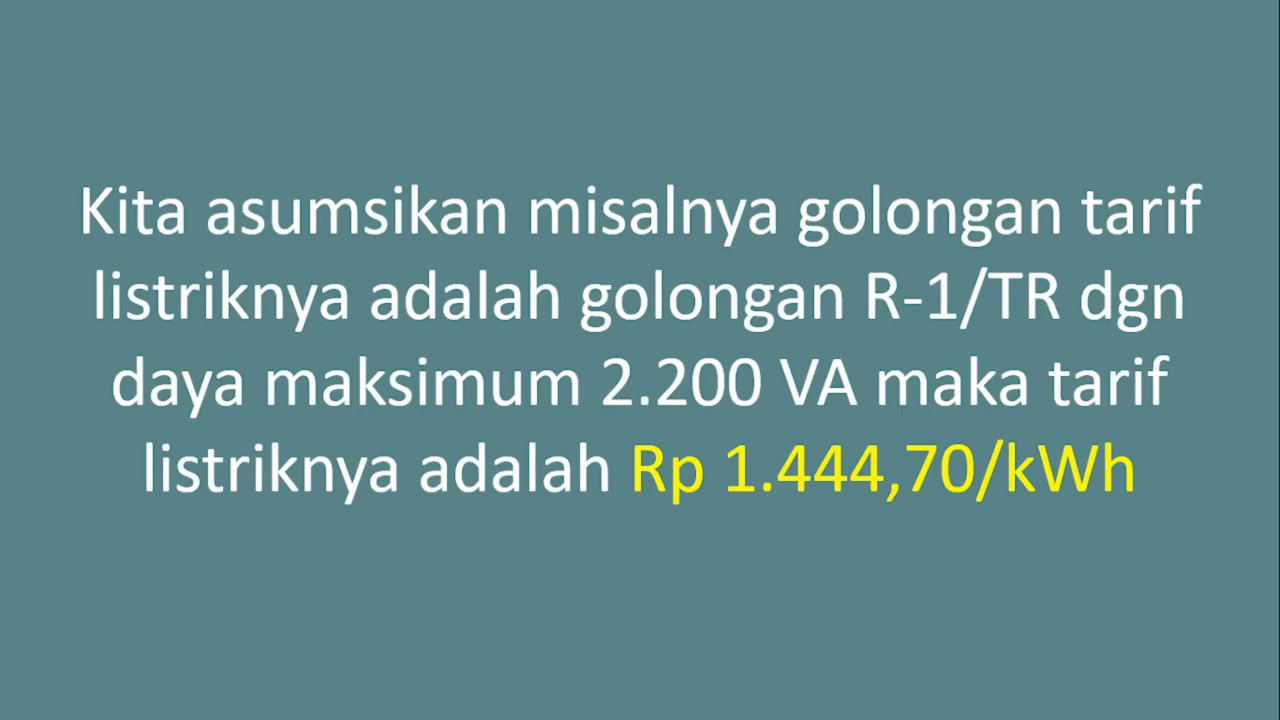 Kita asumsikan misalnya golongan tarif
listriknya adalah golongan R-1/TR dgn
daya maksimum 2.200 VA maka tarif
listriknya adalah Rp 1.444,70/kWh